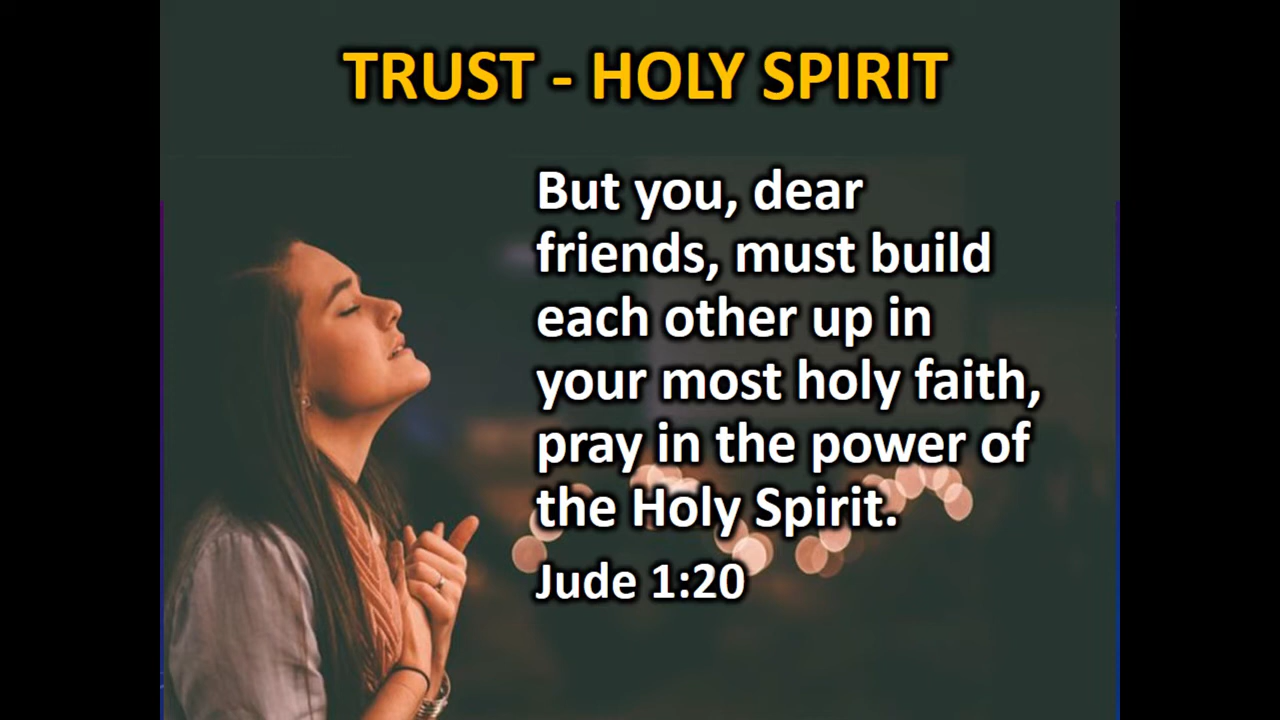 TRUST - HOLY SPIRIT
But you, dear
friends, must build
each other up in
your most holy faith,
pray in the power of
the Holy Spirit.
Jude 1:20